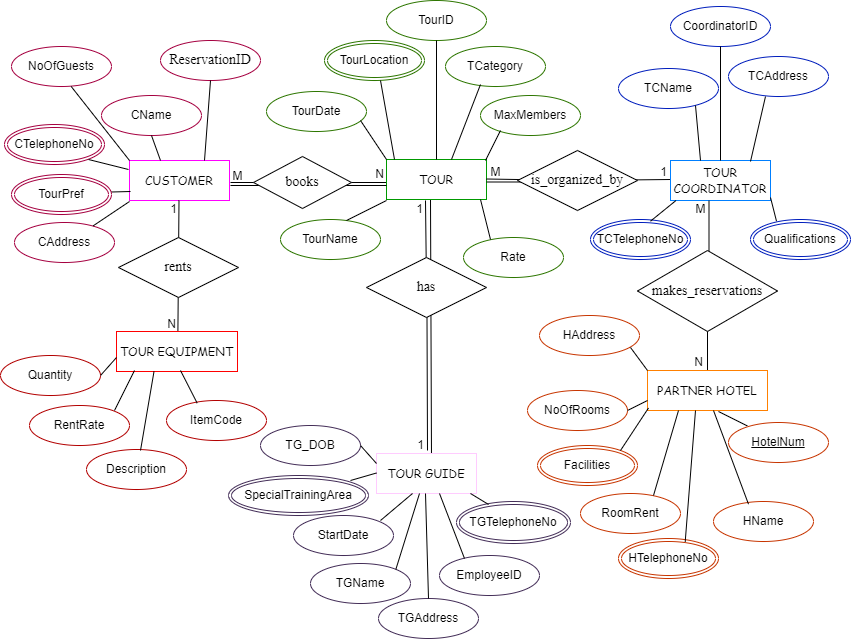 TourID
CoordinatorID
NoOfGuests
ReservationID
TourLocation
TCategory
TCName
TCAddress
TourDate
CName
MaxMembers
CTelephoneNo
CUSTOMER
M
books
N
TOUR
M
is_organized_by
1
TOUR
COORDINATOR
TourPref
1
1
M
CAddress
TourName
Rate
TCTelephoneNo
Qualifications
rents
has
makes_reservations
N
HAddress
TOUR EQUIPMENT
N
Quantity
PARTNER HOTEL
NoOfRooms
RentRate
ItemCode
TG_DOB
1
HotelNum
Description
TOUR GUIDE
Facilities
SpecialTrainingArea
RoomRent
HName
StartDate
TGTelephoneNo
HTelephoneNo
TGName
EmployeeID
TGAddress